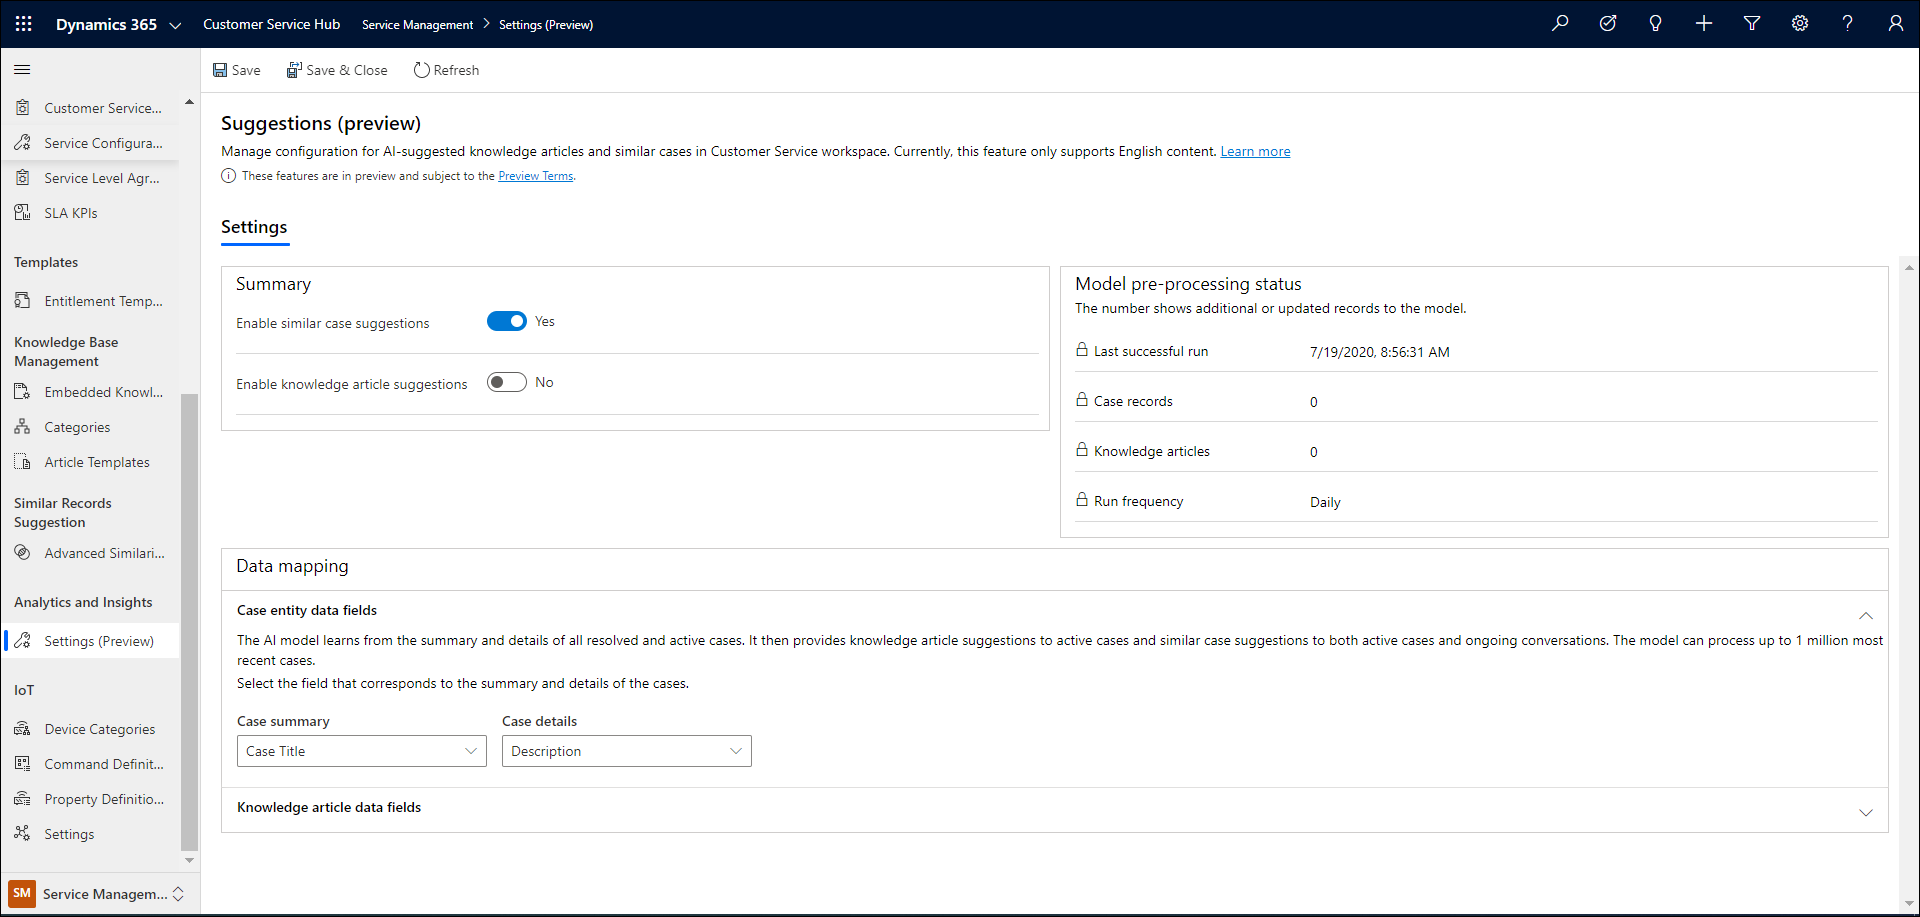 Dynamics 365
Customer Service Hub
Service Management
Settings (Preview)
Save
Save & Close
Refresh
Customer Service...
Service Configura...
Service Level Agr...
SLA KPIs
Templates
Entitlement Temp...
Knowledge Base
Management
Embedded Knowl...
Categories
Article Templates
Similar Records
Suggestion
Advanced Similari...
Analytics and Insights
Settings (Preview)
IoT
Device Categories
Command Definit...
Property Definitio...
Settings
SM
Service Managem...
Suggestions (preview)
Manage configuration for AI-suggested knowledge articles and similar cases in Customer Service workspace. Currently, this feature only supports English content. Learn more
These features are in preview and subject to the Preview Terms.
Settings
Summary
Enable similar case suggestions
Yes
Enable knowledge article suggestions
No
Model pre-processing status
The number shows additional or updated records to the model.
Last successful run
7/19/2020, 8:56:31 AM
Case records
0
Knowledge articles
0
Run frequency
Daily
Data mapping
Case entity data fields
The AI model learns from the summary and details of all resolved and active cases. It then provides knowledge article suggestions to active cases and similar case suggestions to both active cases and ongoing conversations. The model can process up to 1 million most
recent cases.
Select the field that corresponds to the summary and details of the cases.
Case summary
Case Title
Case details
Description
Knowledge article data fields